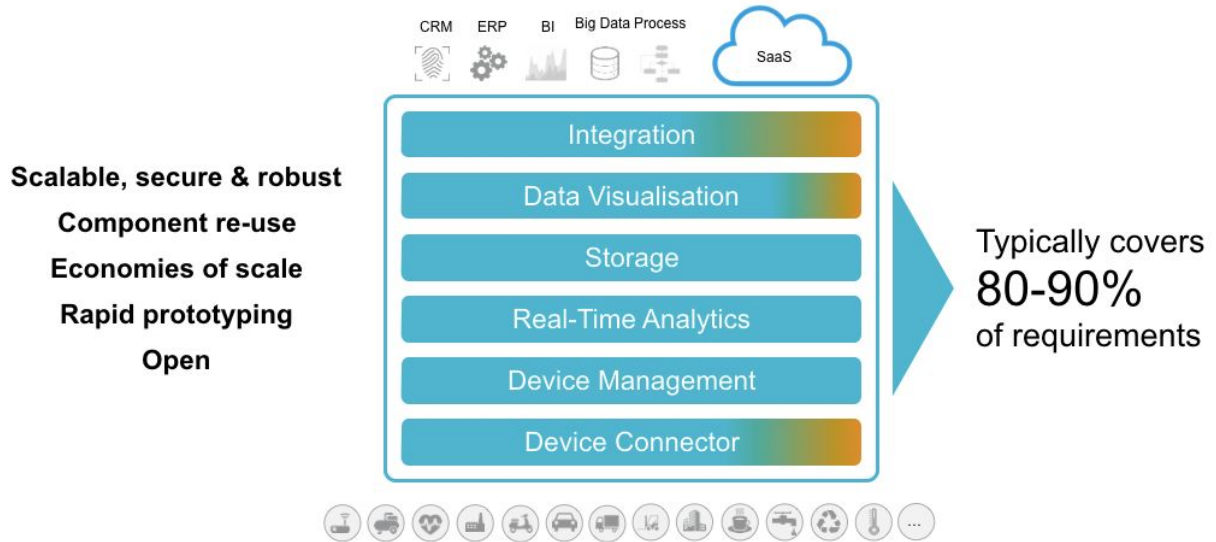 CRM ERP BI Big Data Process
SaaS
Scalable, secure & robust
Component re-use
Economies of scale
Rapid prototyping
Open
Integration
Data Visualisation
Storage
Real-Time Analytics
Device Management
Device Connector
Typically covers
80-90%
of requirements
...